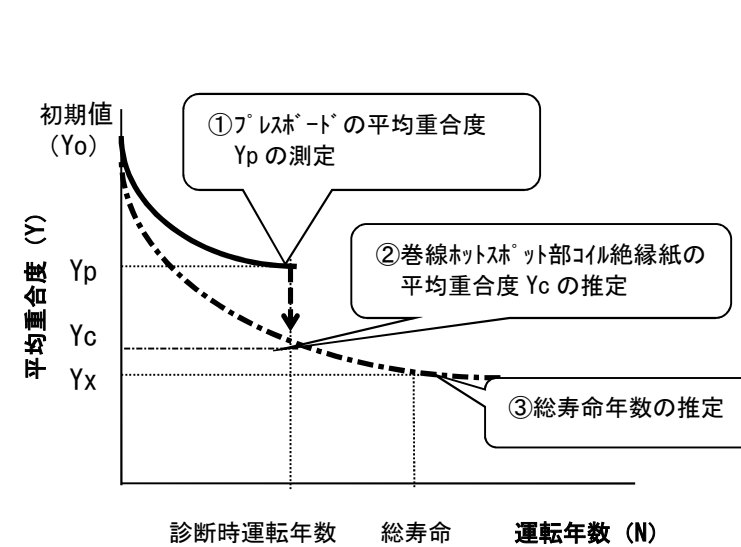 初期値
(Yo)
①ﾌﾟﾚｽﾎﾞｰﾄﾞの平均重合度
Ypの測定
②巻線ﾎｯﾄｽﾎﾟｯﾄ部ｺｲﾙ絶縁紙の
平均重合度Ycの推定
平均重合度 (Y)
Yp
Yc
Yx
③総寿命年数の推定
診断時運転年数
総寿命
運転年数 (N)